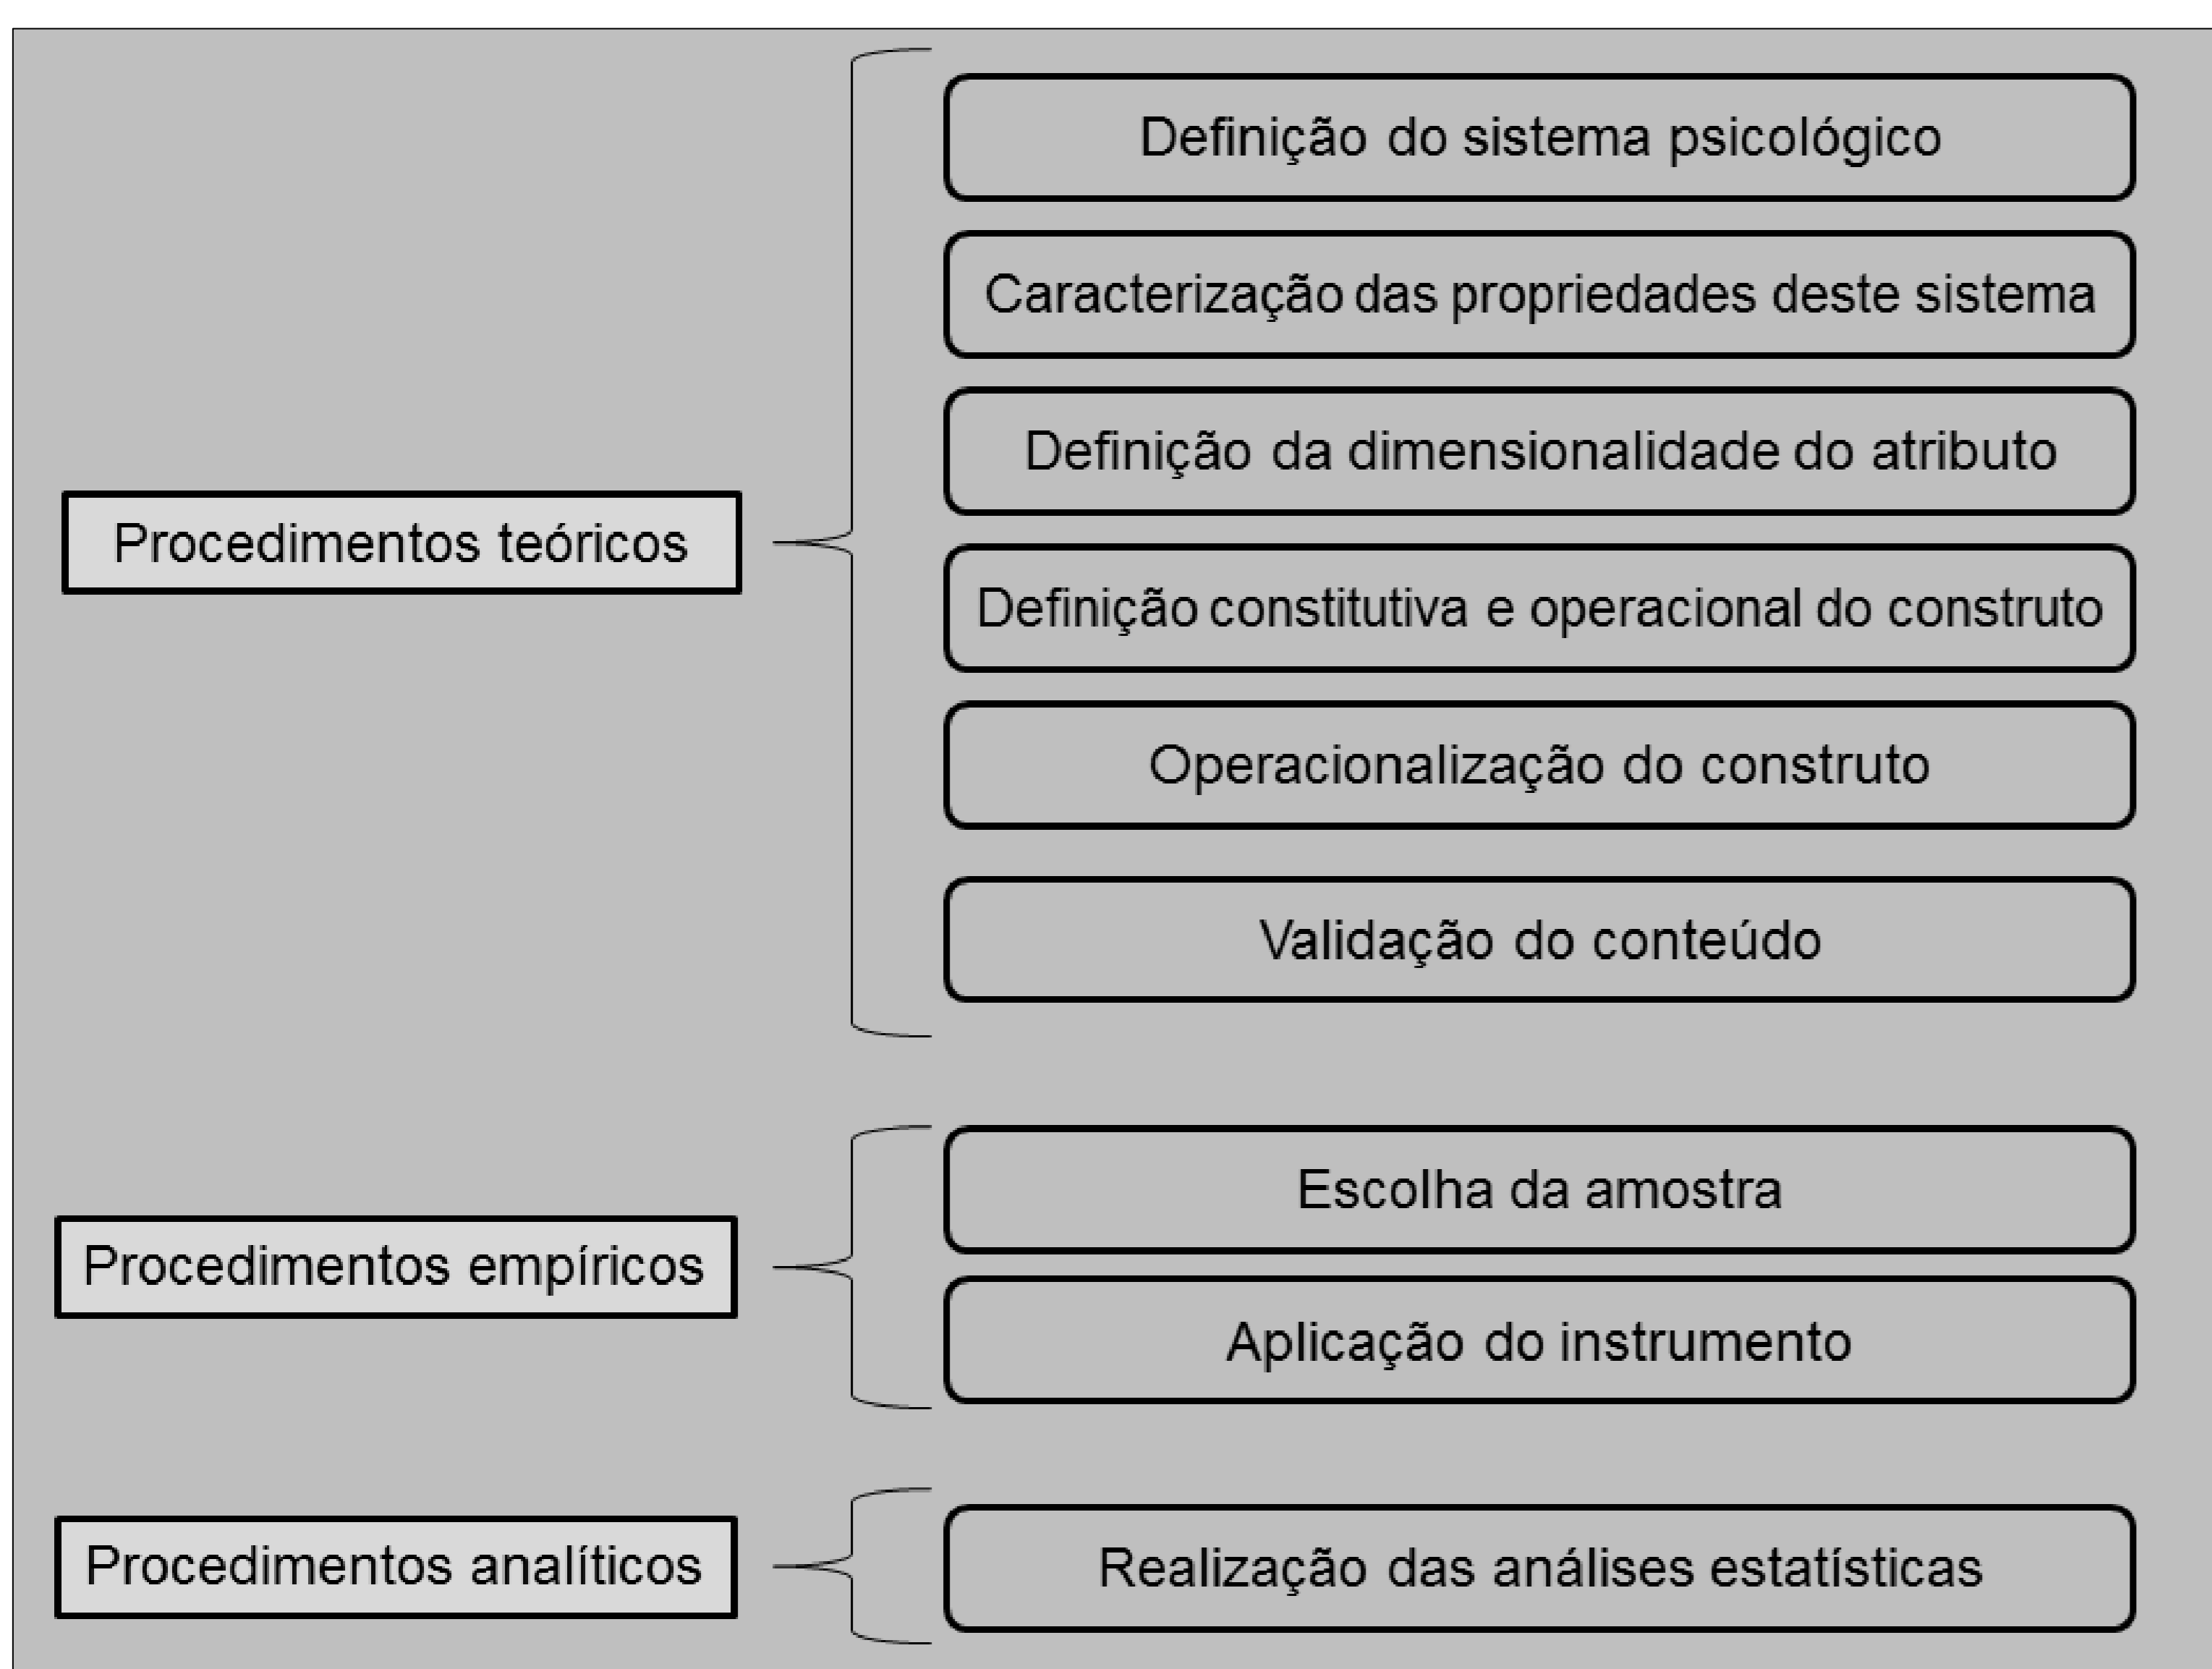 Procedimentos teóricos
Definição do sistema psicológico
Caracterização das propriedades deste sistema
Definição da dimensionalidade do atributo
Definição constitutiva e operacional do construto
Operacionalização do construto
Validação do conteúdo
Procedimentos empíricos
Escolha da amostra
Aplicação do instrumento
Procedimentos analíticos
Realização das análises estatísticas